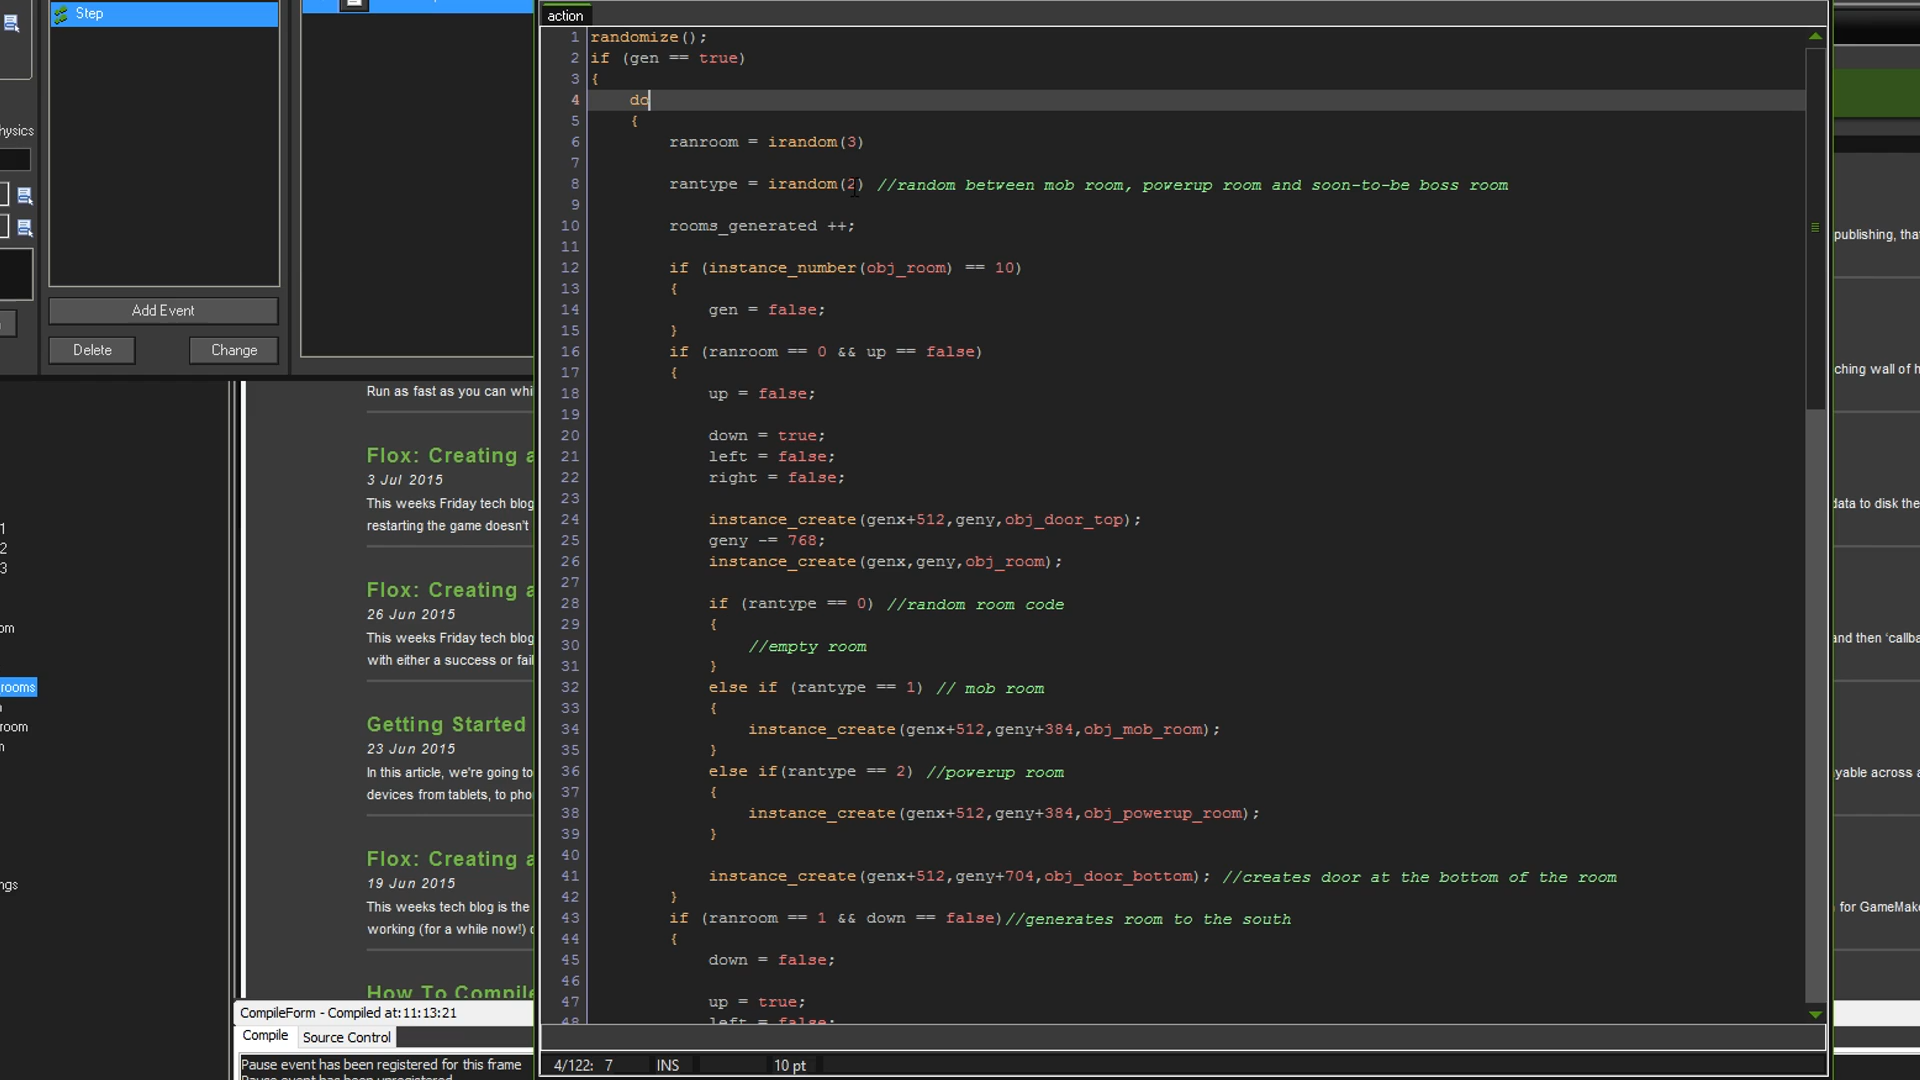 Step
hysics
Add Event
Delete
Change
1
2
3
om
rooms
room
ngs
Run as fast as you can whi
Flox: Creating a
3 Jul 2015
This weeks Friday tech blog
restarting the game doesn't
Flox: Creating a
26 Jun 2015
This weeks Friday tech blog
with either a success or fail
Getting Started
23 Jun 2015
In this article, we're going to
devices from tablets, to pho
Flox: Creating a
19 Jun 2015
This weeks tech blog is the
working (for a while now!) c
How To Compile
CompileForm - Compiled at:11:13:21
Compile
Source Control
Pause event has been registered for this frame
Pause event has been unregistered
action
1 randomize();
2 if (gen == true)
3 {
4 do
5 {
6 ranroom = irandom(3)
7
8 rantype = irandom(2) //random between mob room, powerup room and soon-to-be boss room
9
10 rooms_generated ++;
11
12 if (instance_number(obj_room) == 10)
13 {
14 gen = false;
15 }
16 if (ranroom == 0 && up == false)
17 {
18 up = false;
19
20 down = true;
21 left = false;
22 right = false;
23
24 instance_create(genx+512,geny,obj_door_top);
25 geny -= 768;
26 instance_create(genx,geny,obj_room);
27
28 if (rantype == 0) //random room code
29 {
30 //empty room
31 }
32 else if (rantype == 1) // mob room
33 {
34 instance_create(genx+512,geny+384,obj_mob_room);
35 }
36 else if(rantype == 2) //powerup room
37 {
38 instance_create(genx+512,geny+384,obj_powerup_room);
39 }
40
41 instance_create(genx+512,geny+704,obj_door_bottom); //creates door at the bottom of the room
42 }
43 if (ranroom == 1 && down == false)//generates room to the south
44 {
45 down = false;
46
47 up = true;
48 left = false;
4/122: 7 INS 10 pt
publishing, tha
ching wall of h
data to disk the
and then 'callba
yable across a
for GameMake